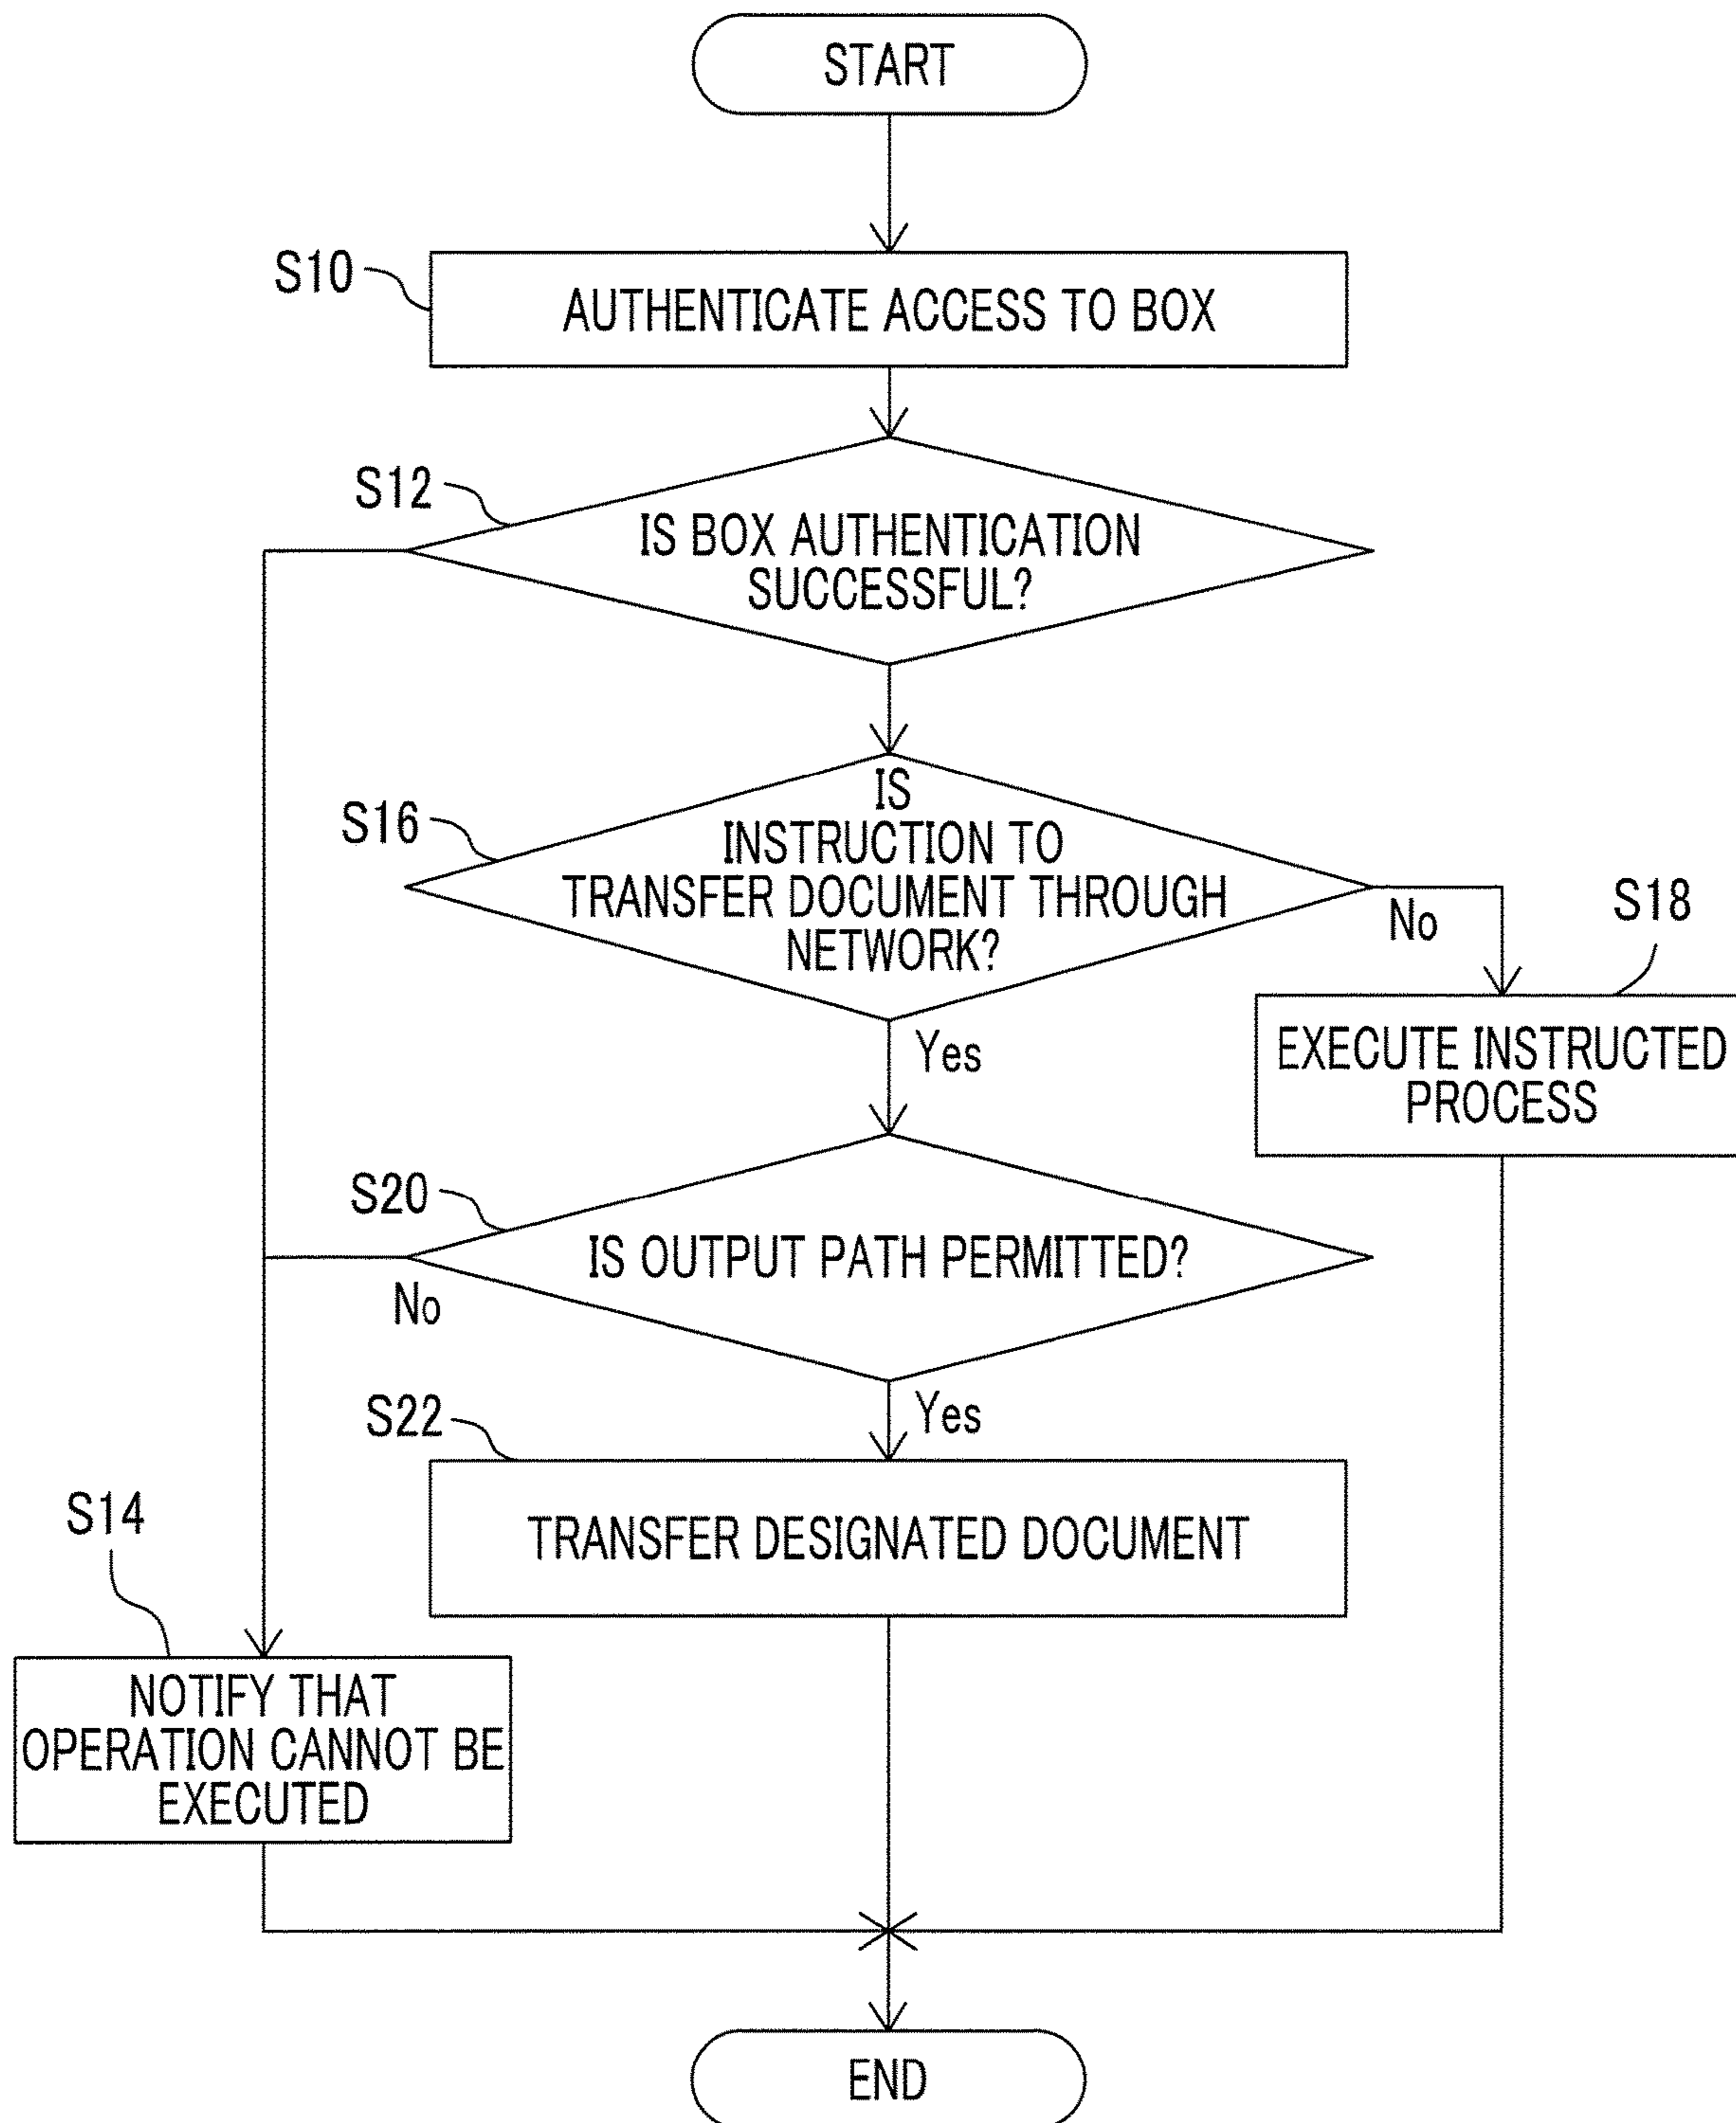 START
S10
AUTHENTICATE ACCESS TO BOX
S12
IS BOX AUTHENTICATION
SUCCESSFUL?
S16
IS
INSTRUCTION TO
TRANSFER DOCUMENT THROUGH
NETWORK?
No
S18
Yes
EXECUTE INSTRUCTED
PROCESS
S20
IS OUTPUT PATH PERMITTED?
No
Yes
S22
TRANSFER DESIGNATED DOCUMENT
S14
NOTIFY THAT
OPERATION CANNOT BE
EXECUTED
END